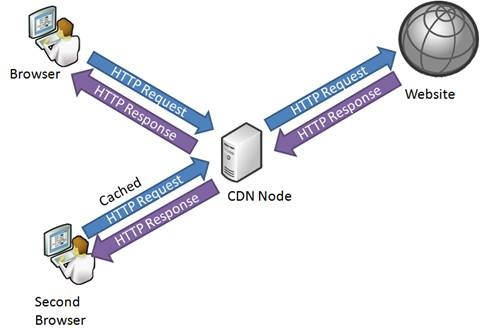 Browser
HTTP Request
HTTP Response
HTTP Request
HTTP Response
Website
CDN Node
Cached
HTTP Request
HTTP Response
Second
Browser